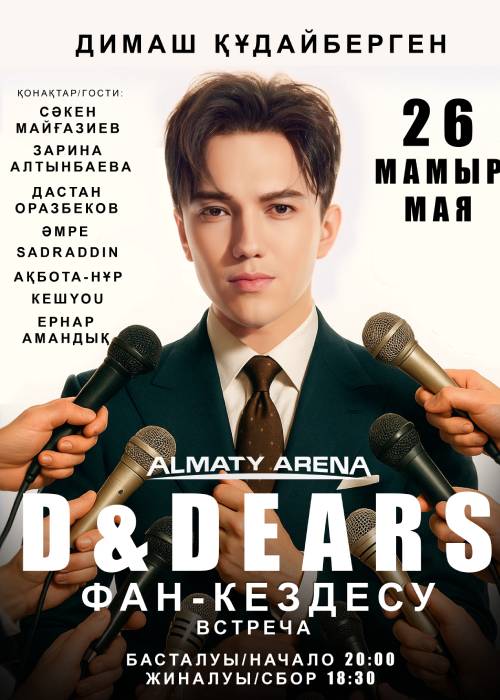 ДИМАШ ҚҰДАЙБЕРГЕН
ҚОНАҚТАР/ГОСТИ:
СӘКЕН
МАЙҒАЗИЕВ
ЗАРИНА
АЛТЫНБАЕВА
ДАСТАН
ОРАЗБЕКОВ
ӘМРЕ
SADRADDIN
АҚБОТА-НҰР
КЕШYOU
ЕРНАР
АМАНДЫҚ
26
МАМЫР
МАЯ
ALMATY ARENA
D&DEARS
ФАН-КЕЗДЕСУ
ВСТРЕЧА
БАСТАЛУЫ/НАЧАЛО 20:00
ЖИНАЛУЫ/СБОР 18:30